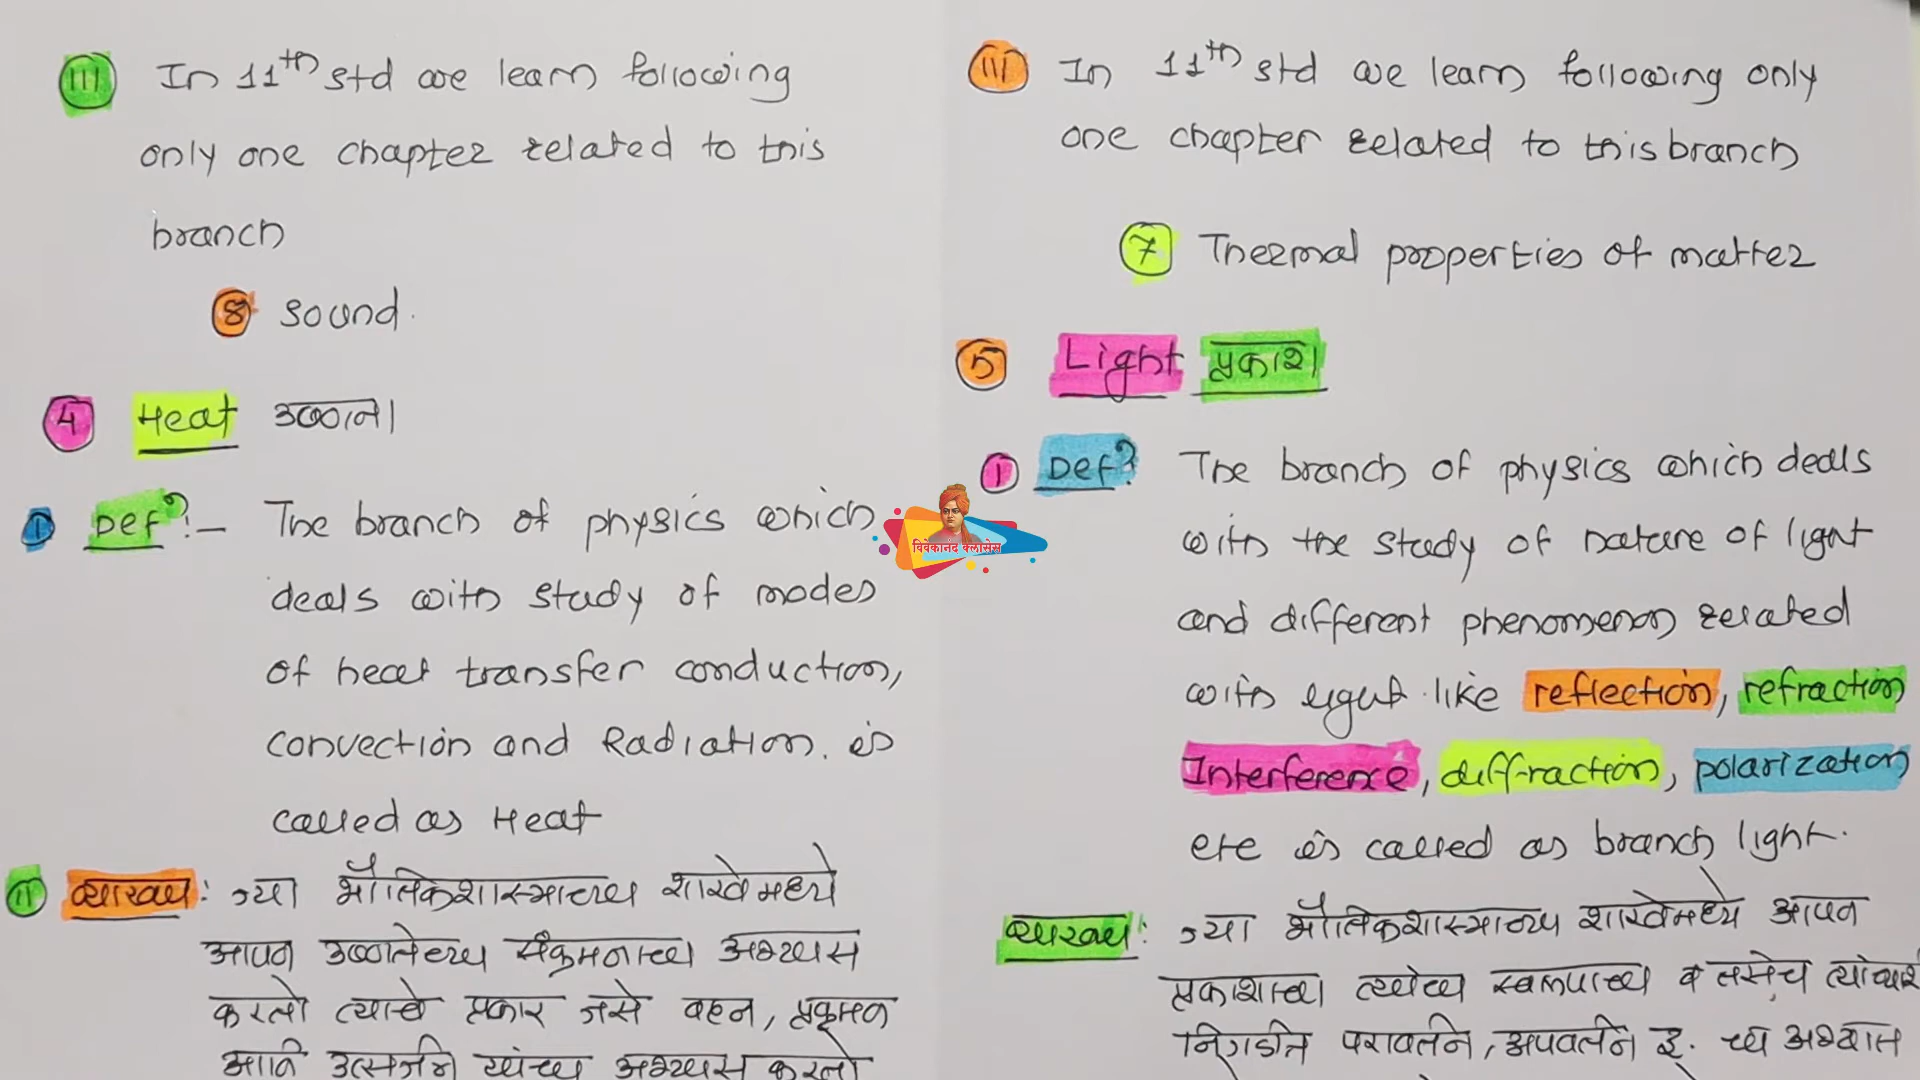 III In 11th std we learn following
only one chapter related to this
branch
8 sound.
4 Heat उष्णता
I Defn :- The branch of physics which
deals with study of modes
of heat transfer conduction,
convection and Radiation. is
called as Heat
II व्याख्या: ज्या भौतिकशास्त्राच्या शाखेमध्ये
आपण उष्णतेच्या संक्रमनाचा अभ्यास
करतो त्याचे प्रकार जसे वहन, प्रक्रमण
आणि उत्सर्जन यांच्या अभ्यास करतो
III In 11th std we learn following only
one chapter related to this branch
7 Thermal properties of matter
5 Light प्रकाश
I Defn: The branch of physics which deals
with the study of nature of light
and different phenomenon related
with light like reflection, refraction
Interference, diffraction, polarization
etc is called as branch light.
व्याख्या: ज्या भौतिकशास्त्राच्या शाखेमध्ये आपण
प्रकाशाचा त्याच्या स्वरूपाचा व तसेच त्यांच्याशी
निगडीत परावर्तन, अपवर्तन इ. चा अभ्यास
विवेकानंद क्लासेस